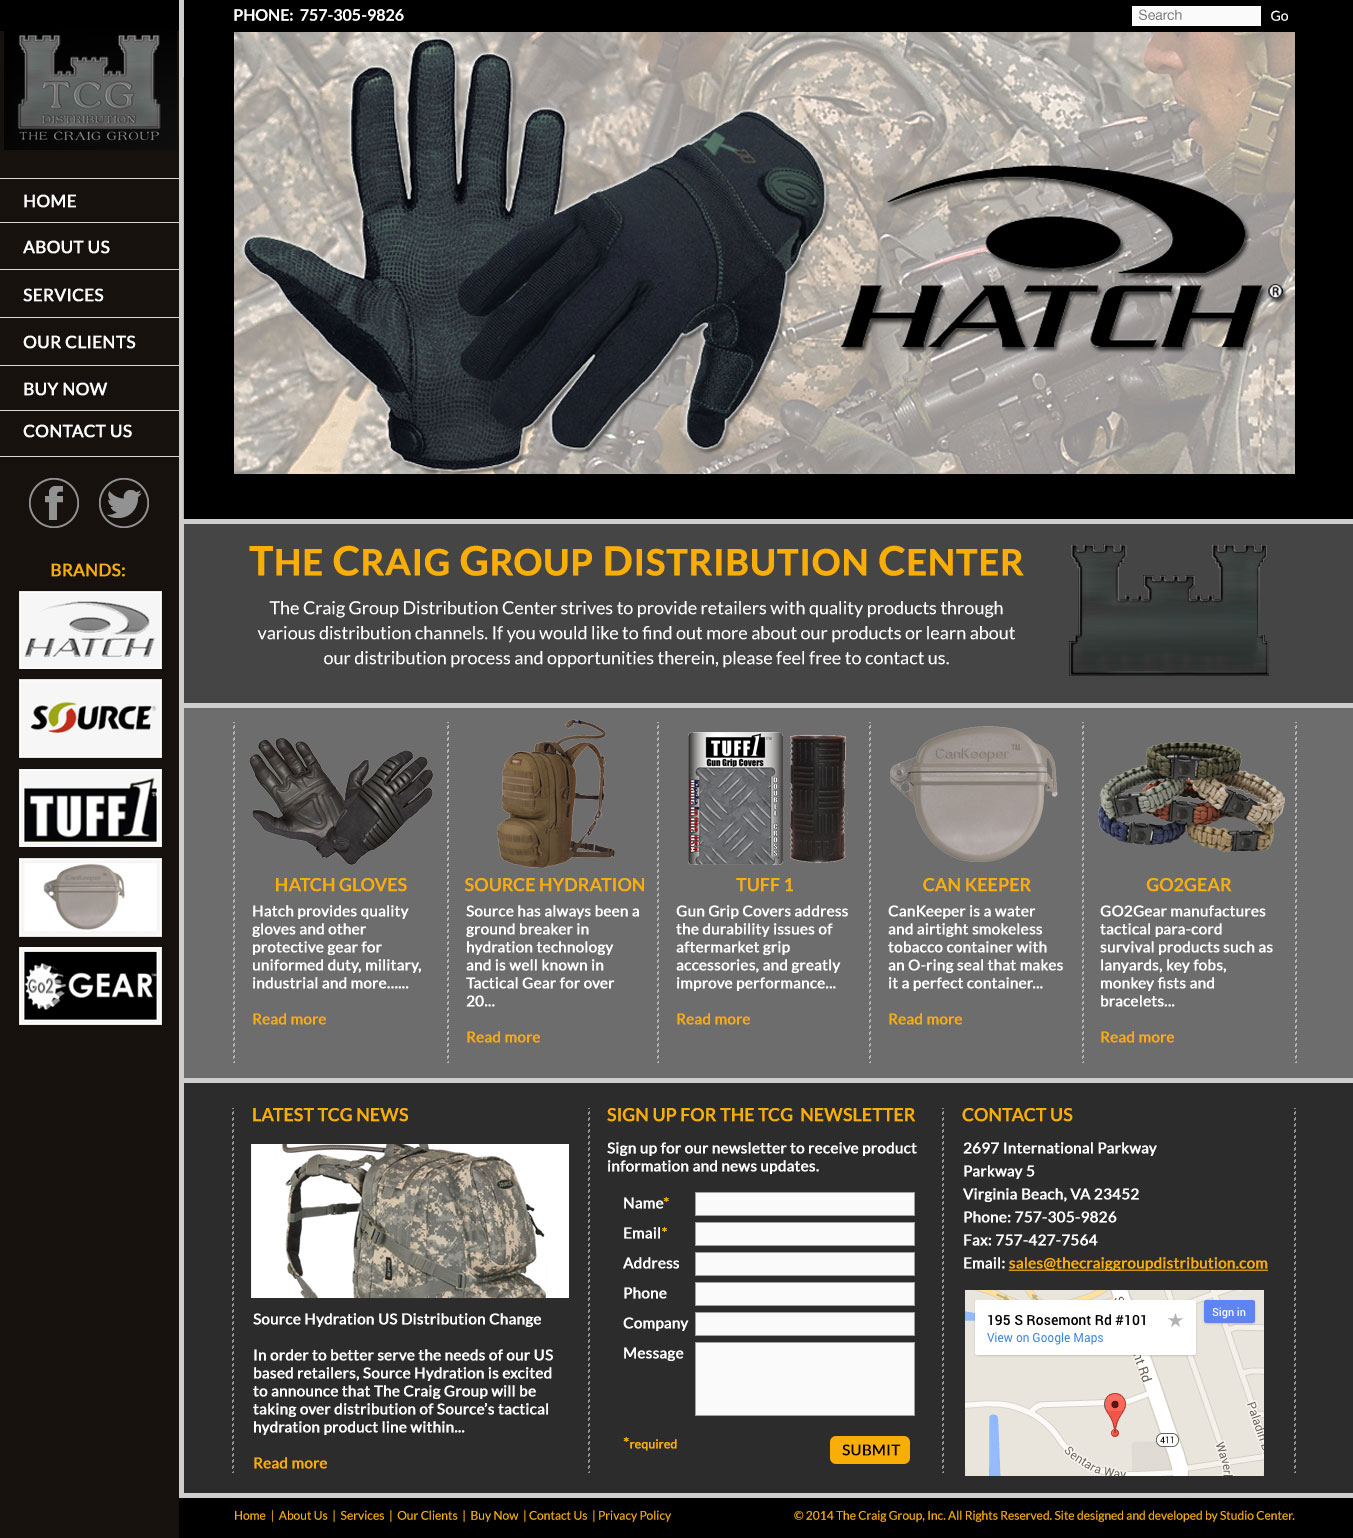 PHONE: 757-305-9826
Search
Go
TCG
DISTRIBUTION
THE CRAIG GROUP
HOME
ABOUT US
SERVICES
OUR CLIENTS
BUY NOW
CONTACT US
BRANDS:
HATCH
SOURCE
TUFF1
CanKeeper
Go2 GEAR
HATCH®
THE CRAIG GROUP DISTRIBUTION CENTER
The Craig Group Distribution Center strives to provide retailers with quality products through
various distribution channels. If you would like to find out more about our products or learn about
our distribution process and opportunities therein, please feel free to contact us.
HATCH GLOVES
Hatch provides quality
gloves and other
protective gear for
uniformed duty, military,
industrial and more......
Read more
SOURCE HYDRATION
Source has always been a
ground breaker in
hydration technology
and is well known in
Tactical Gear for over
20...
Read more
TUFF1
Gun Grip Covers
DOUBLE CROSS
TUFF 1
Gun Grip Covers address
the durability issues of
aftermarket grip
accessories, and greatly
improve performance...
Read more
CanKeeper™
CAN KEEPER
CanKeeper is a water
and airtight smokeless
tobacco container with
an O-ring seal that makes
it a perfect container...
Read more
GO2GEAR
GO2Gear manufactures
tactical para-cord
survival products such as
lanyards, key fobs,
monkey fists and
bracelets...
Read more
LATEST TCG NEWS
Source Hydration US Distribution Change
In order to better serve the needs of our US
based retailers, Source Hydration is excited
to announce that The Craig Group will be
taking over distribution of Source's tactical
hydration product line within...
Read more
SIGN UP FOR THE TCG NEWSLETTER
Sign up for our newsletter to receive product
information and news updates.
Name*
Email*
Address
Phone
Company
Message
*required
SUBMIT
CONTACT US
2697 International Parkway
Parkway 5
Virginia Beach, VA 23452
Phone: 757-305-9826
Fax: 757-427-7564
Email: sales@thecraiggroupdistribution.com
195 S Rosemont Rd #101
View on Google Maps
Sign in
nt Rd
411
Sentara Way
Home | About Us | Services | Our Clients | Buy Now | Contact Us | Privacy Policy
© 2014 The Craig Group, Inc. All Rights Reserved. Site designed and developed by Studio Center.